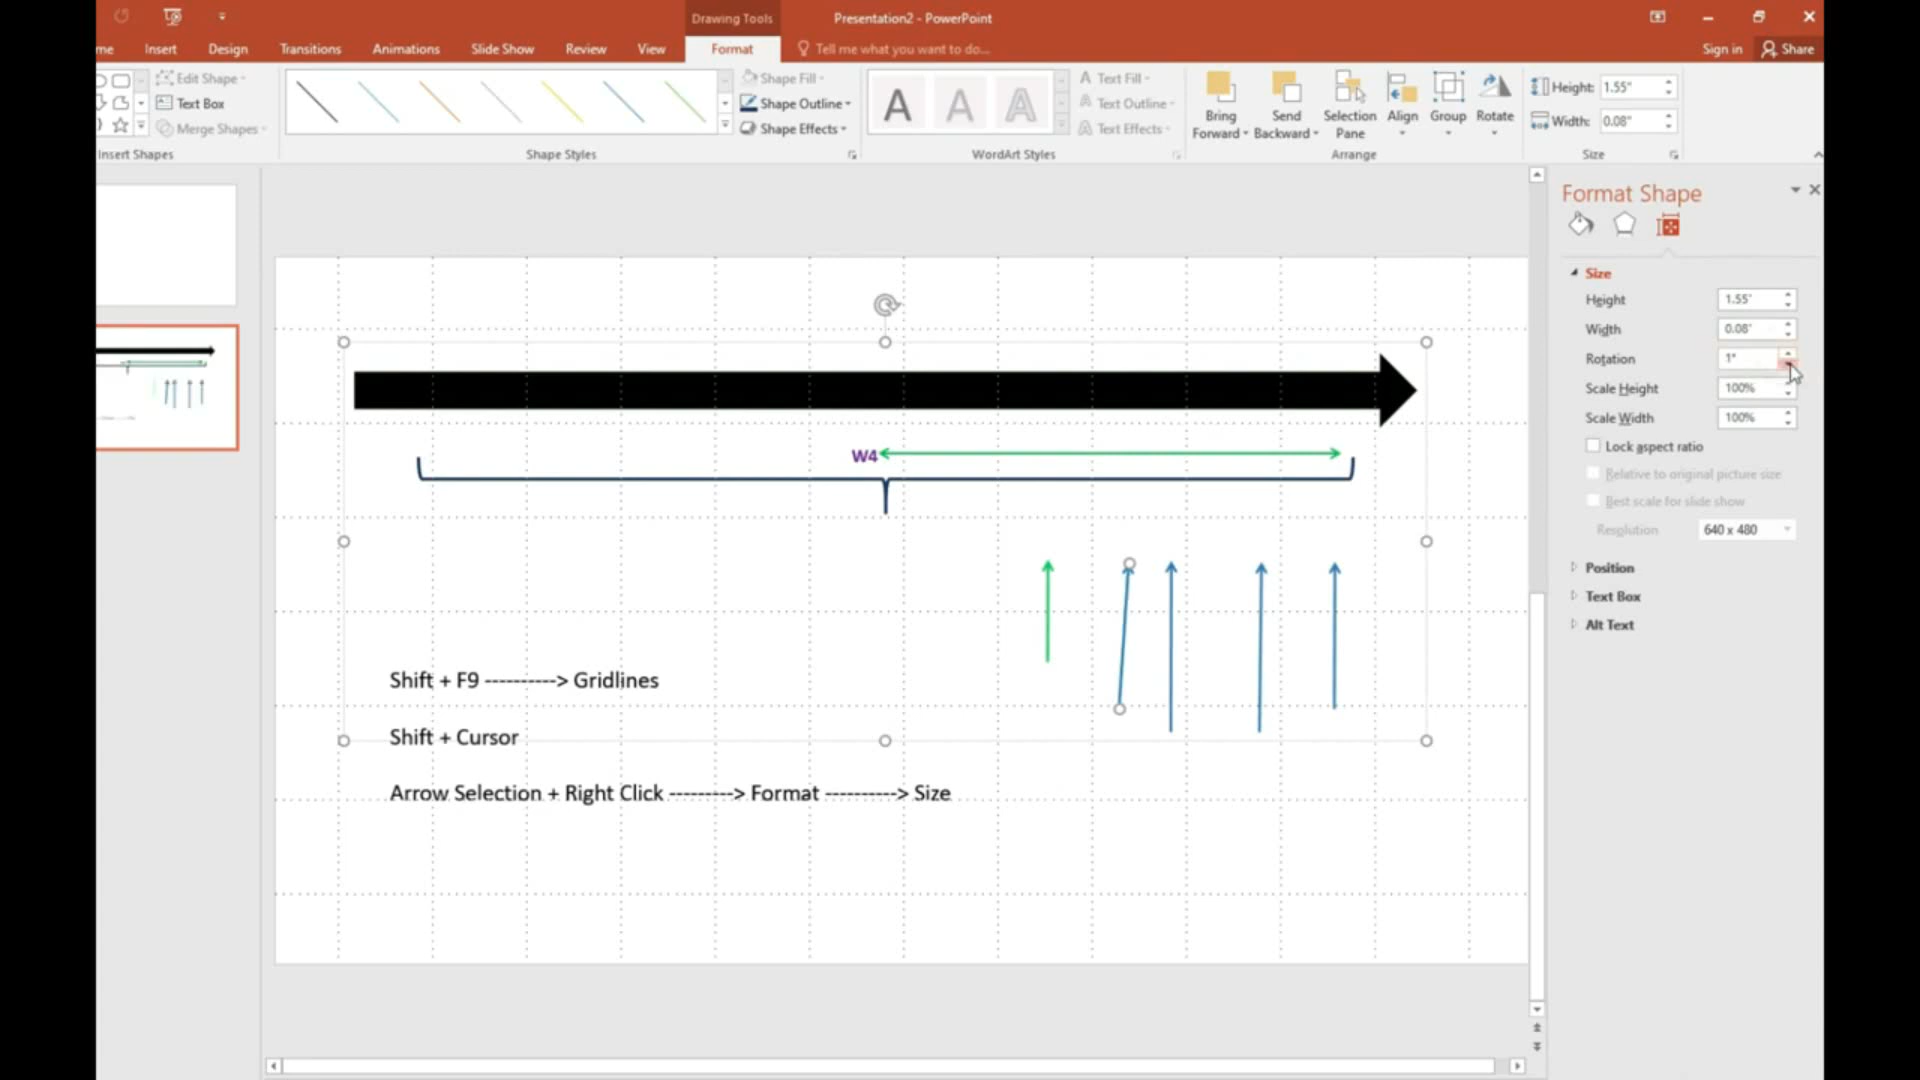 Drawing Tools
Presentation2 - PowerPoint
me Insert Design Transitions Animations Slide Show Review View Format Tell me what you want to do... Sign in Share
Edit Shape
Text Box
Merge Shapes
Insert Shapes
Shape Fill
Shape Outline
Shape Effects
Shape Styles
A A A
Text Fill
Text Outline
Text Effects
WordArt Styles
Bring Forward
Send Backward
Selection Pane
Align
Group
Rotate
Arrange
Height: 1.55"
Width: 0.08"
Size
Format Shape
Size
Height 1.55"
Width 0.08"
Rotation 1°
Scale Height 100%
Scale Width 100%
Lock aspect ratio
Relative to original picture size
Best scale for slide show
Resolution 640 x 480
Position
Text Box
Alt Text
W4
Shift + F9 ----------> Gridlines
Shift + Cursor
Arrow Selection + Right Click ---------> Format ----------> Size